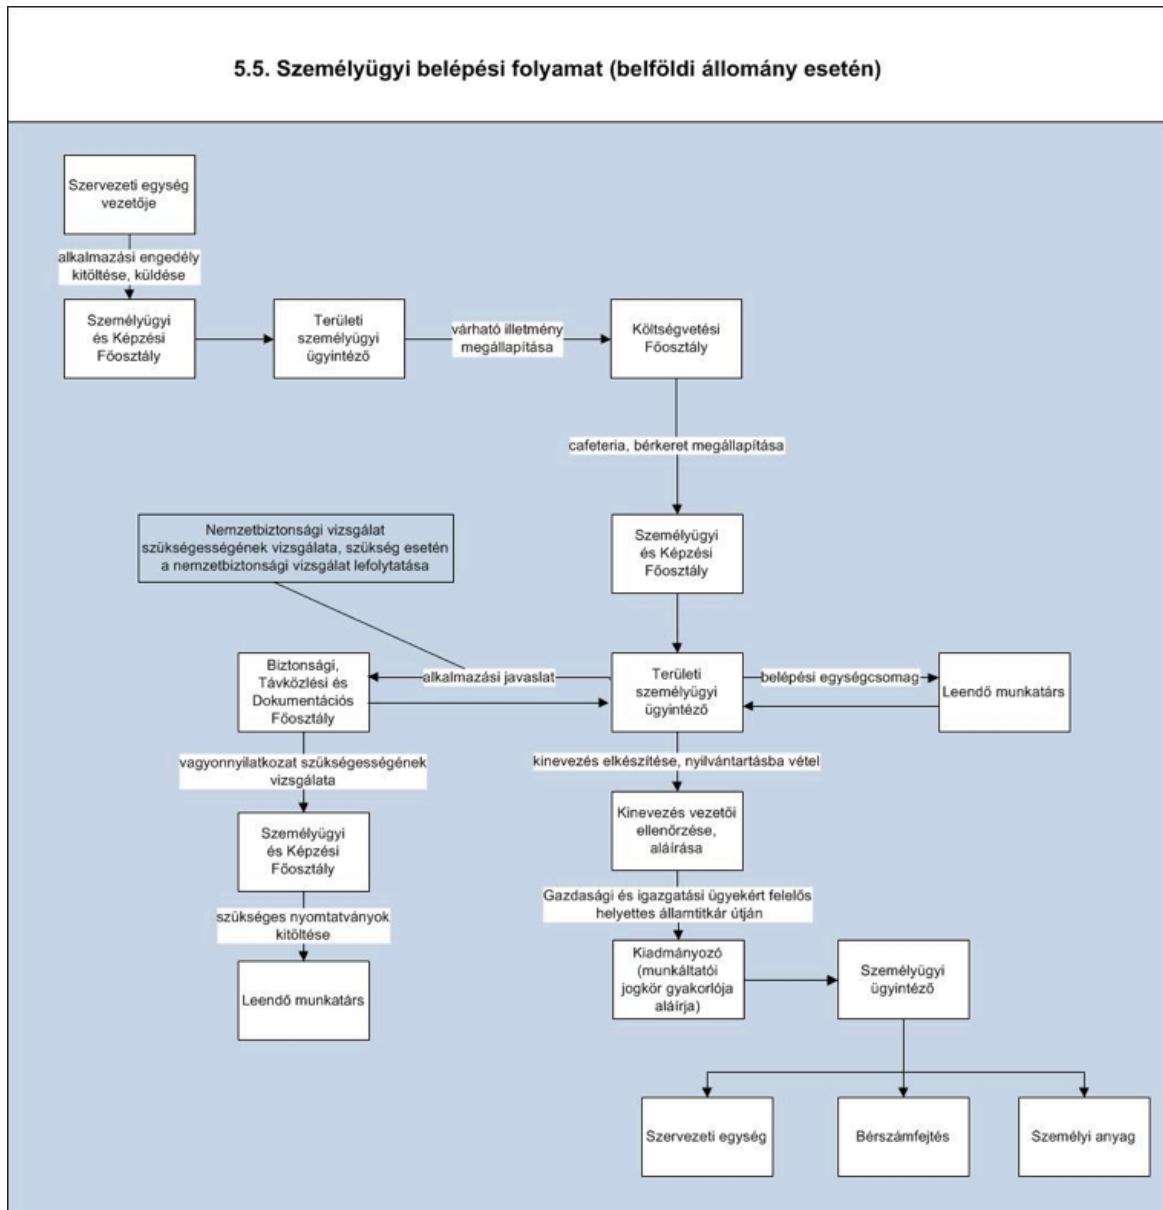 5.5. Személyügyi belépési folyamat (belföldi állomány esetén)
Szervezeti egység
vezetője
alkalmazási engedély
kitöltése, küldése
Személyügyi
és Képzési
Főosztály
Területi
személyügyi
ügyintéző
várható illetmény
megállapítása
Költségvetési
Főosztály
cafeteria, bérkeret megállapítása
Nemzetbiztonsági vizsgálat
szükségességének vizsgálata, szükség esetén
a nemzetbiztonsági vizsgálat lefolytatása
Személyügyi
és Képzési
Főosztály
Biztonsági,
Távközlési és
Dokumentációs
Főosztály
alkalmazási javaslat
Területi
személyügyi
ügyintéző
belépési egységcsomag
Leendő munkatárs
vagyonnyilatkozat szükségességének
vizsgálata
kinevezés elkészítése, nyilvántartásba vétel
Személyügyi
és Képzési
Főosztály
Kinevezés vezetői
ellenőrzése,
aláírása
szükséges nyomtatványok
kitöltése
Gazdasági és igazgatási ügyekért felelős
helyettes államtitkár útján
Leendő munkatárs
Kiadmányozó
(munkáltatói
jogkör gyakorlója
aláírja)
Személyügyi
ügyintéző
Szervezeti egység
Bérszámfejtés
Személyi anyag